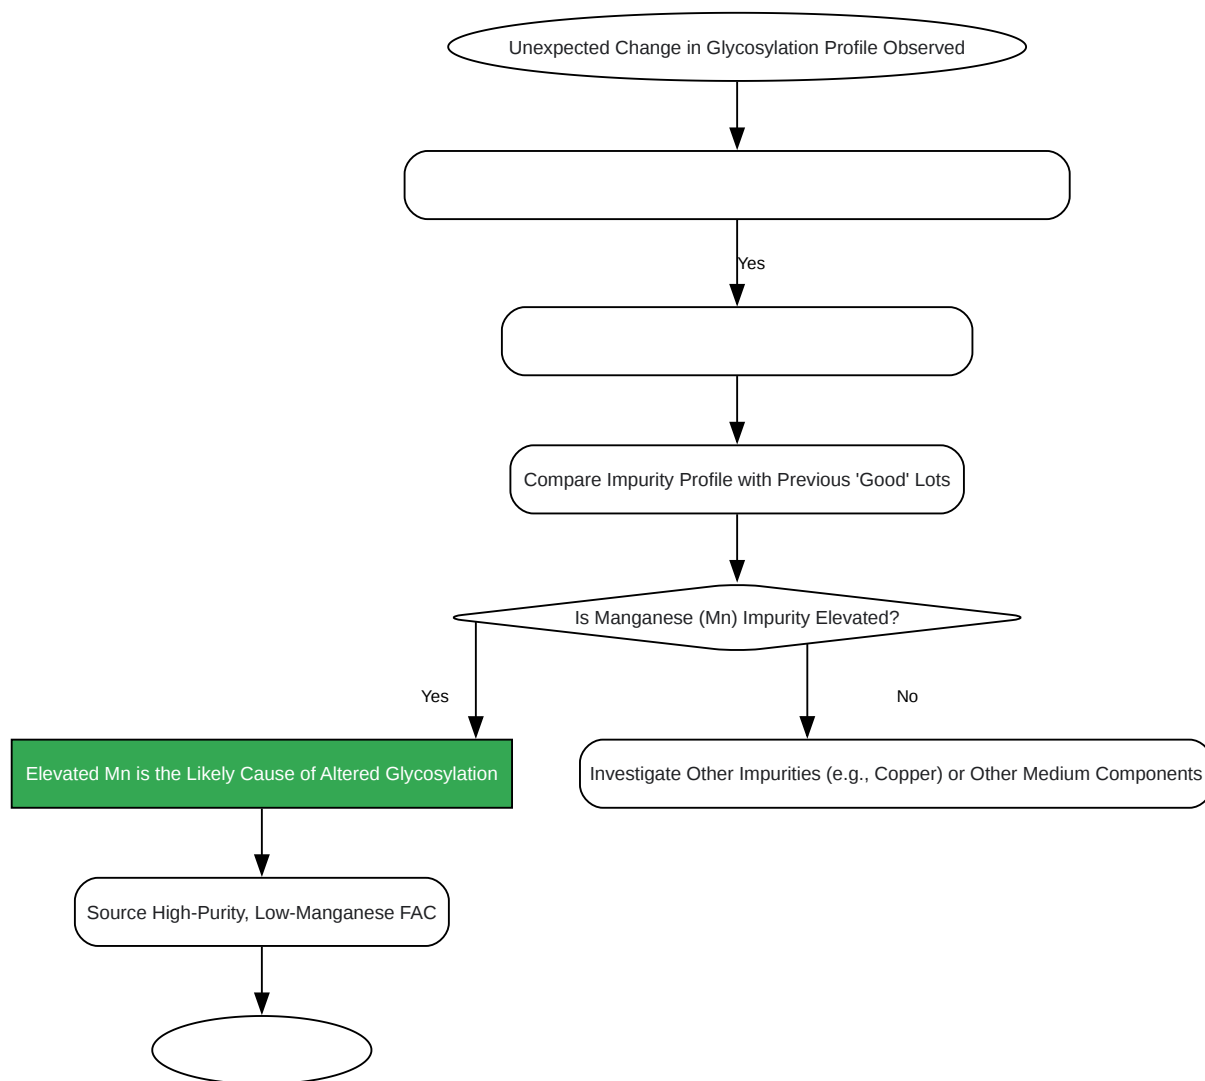 Unexpected Change in Glycosylation Profile Observed
Yes
Compare Impurity Profile with Previous 'Good' Lots
Is Manganese (Mn) Impurity Elevated?
Yes
No
Elevated Mn is the Likely Cause of Altered Glycosylation
Investigate Other Impurities (e.g., Copper) or Other Medium Components
Source High-Purity, Low-Manganese FAC